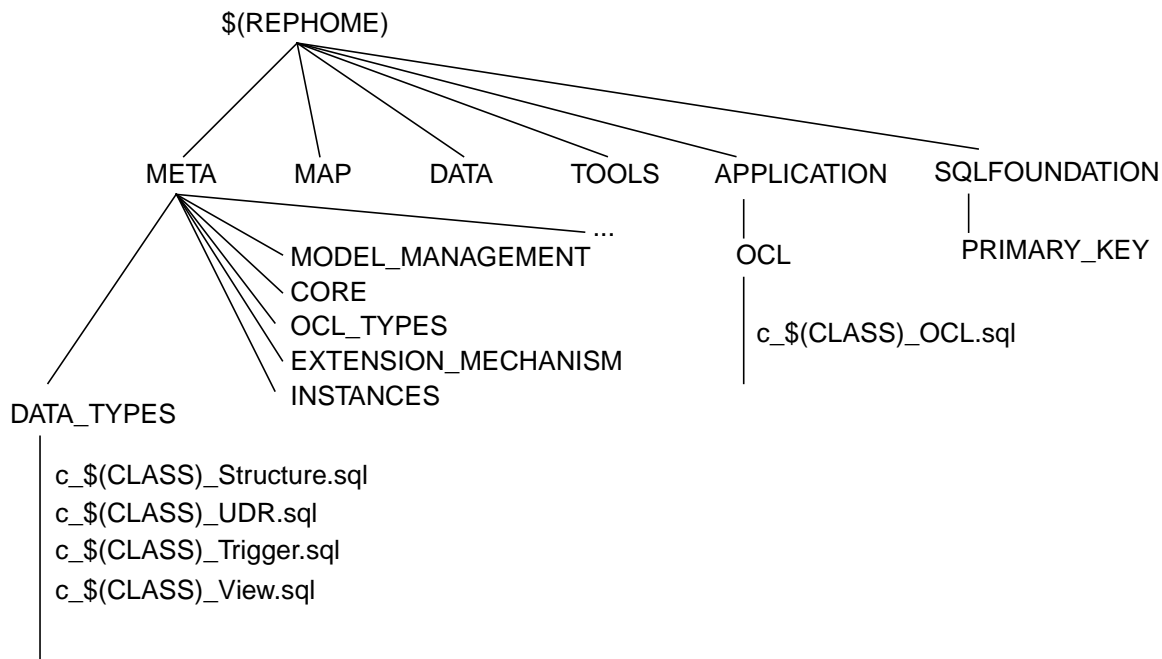 $(REPHOME)
META MAP DATA TOOLS APPLICATION SQLFOUNDATION
...
MODEL_MANAGEMENT OCL PRIMARY_KEY
CORE
OCL_TYPES c_$(CLASS)_OCL.sql
EXTENSION_MECHANISM
INSTANCES
DATA_TYPES
c_$(CLASS)_Structure.sql
c_$(CLASS)_UDR.sql
c_$(CLASS)_Trigger.sql
c_$(CLASS)_View.sql